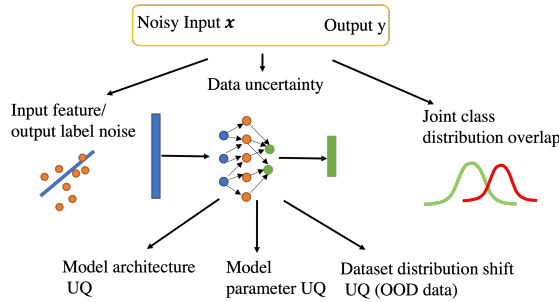 Noisy Input x Output y
Data uncertainty
Input feature/
output label noise
Joint class
distribution overlap
Model architecture
UQ
Model
parameter UQ
Dataset distribution shift
UQ (OOD data)